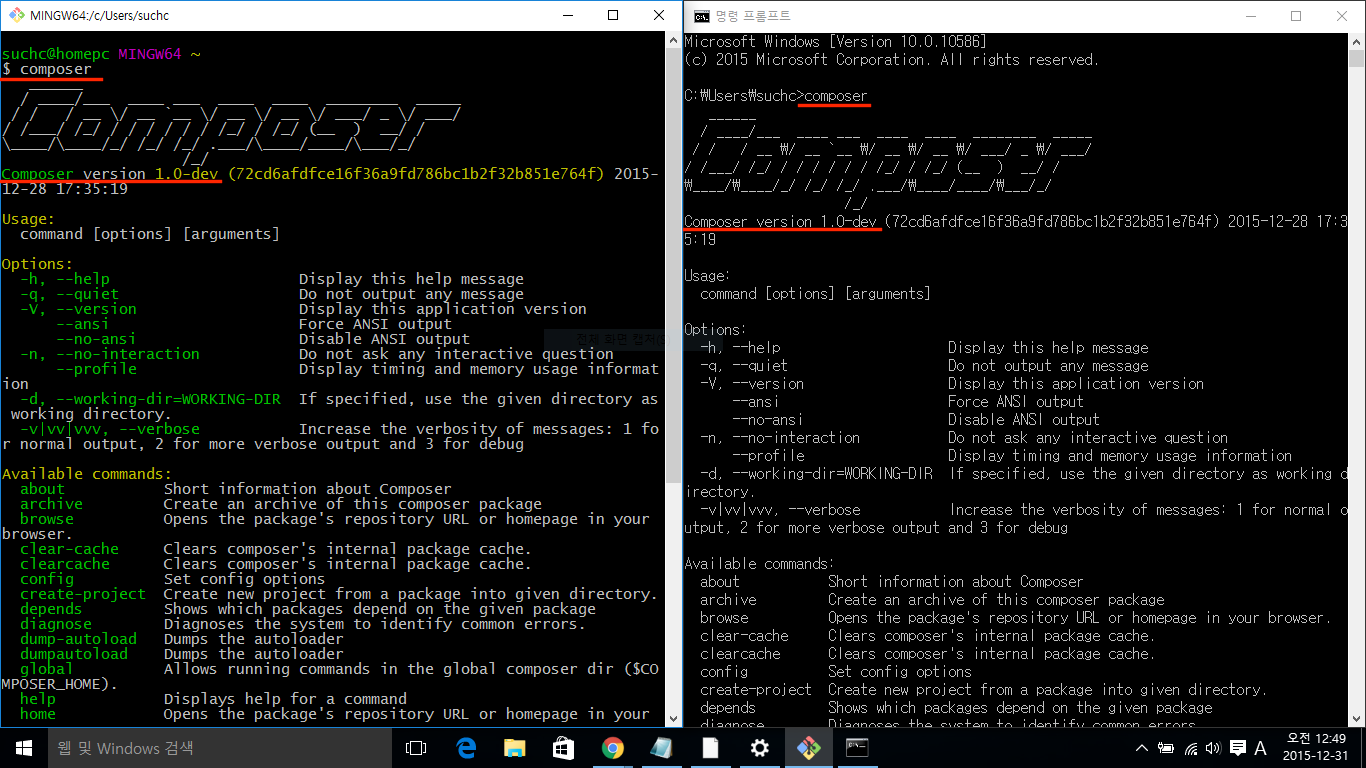 MINGW64:/c/Users/suchc
suchc@homepc MINGW64 ~
$ composer
Composer
Composer version 1.0-dev (72cd6afdfce16f36a9fd786bc1b2f32b851e764f) 2015-
12-28 17:35:19
Usage:
command [options] [arguments]
Options:
-h, --help Display this help message
-q, --quiet Do not output any message
-V, --version Display this application version
--ansi Force ANSI output
--no-ansi Disable ANSI output
-n, --no-interaction Do not ask any interactive question
--profile Display timing and memory usage informat
ion
-d, --working-dir=WORKING-DIR If specified, use the given directory as
working directory.
-v|vv|vvv, --verbose Increase the verbosity of messages: 1 fo
r normal output, 2 for more verbose output and 3 for debug
Available commands:
about Short information about Composer
archive Create an archive of this composer package
browse Opens the package's repository URL or homepage in your
browser.
clear-cache Clears composer's internal package cache.
clearcache Clears composer's internal package cache.
config Set config options
create-project Create new project from a package into given directory.
depends Shows which packages depend on the given package
diagnose Diagnoses the system to identify common errors.
dump-autoload Dumps the autoloader
dumpautoload Dumps the autoloader
global Allows running commands in the global composer dir ($CO
MPOSER_HOME).
help Displays help for a command
home Opens the package's repository URL or homepage in your
명령 프롬프트
Microsoft Windows [Version 10.0.10586]
(c) 2015 Microsoft Corporation. All rights reserved.
C:₩Users₩suchc>composer
Composer
Composer version 1.0-dev (72cd6afdfce16f36a9fd786bc1b2f32b851e764f) 2015-12-28 17:3
5:19
Usage:
command [options] [arguments]
Options:
-h, --help Display this help message
-q, --quiet Do not output any message
-V, --version Display this application version
--ansi Force ANSI output
--no-ansi Disable ANSI output
-n, --no-interaction Do not ask any interactive question
--profile Display timing and memory usage information
-d, --working-dir=WORKING-DIR If specified, use the given directory as working d
irectory.
-v|vv|vvv, --verbose Increase the verbosity of messages: 1 for normal o
utput, 2 for more verbose output and 3 for debug
Available commands:
about Short information about Composer
archive Create an archive of this composer package
browse Opens the package's repository URL or homepage in your browser.
clear-cache Clears composer's internal package cache.
clearcache Clears composer's internal package cache.
config Set config options
create-project Create new project from a package into given directory.
depends Shows which packages depend on the given package
diagnose Diagnoses the system to identify common errors.
웹 및 Windows 검색
A
오전 12:49
2015-12-31